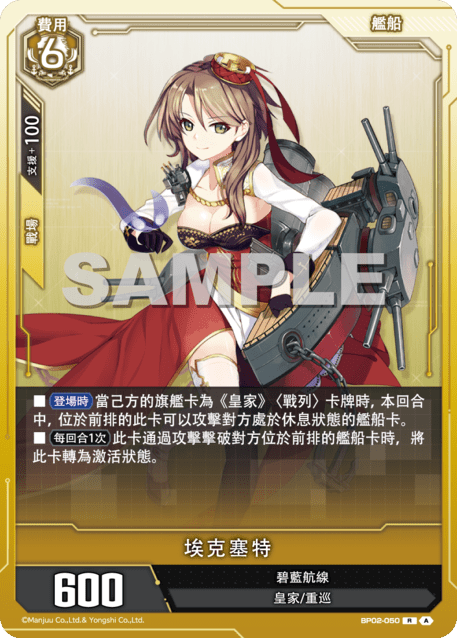 費用
6
艦船
支援+100
戰場
SAMPLE
■ 登場時 當己方的旗艦卡為《皇家》〈戰列〉卡牌時, 本回合
中, 位於前排的此卡可以攻擊對方處於休息狀態的艦船卡。
■ 每回合1次 此卡通過攻擊擊破對方位於前排的艦船卡時, 將
此卡轉為激活狀態。
埃克塞特
600
碧藍航線
皇家/重巡
©Manjuu Co.,Ltd.& Yongshi Co.,Ltd.
BP02-050 R A